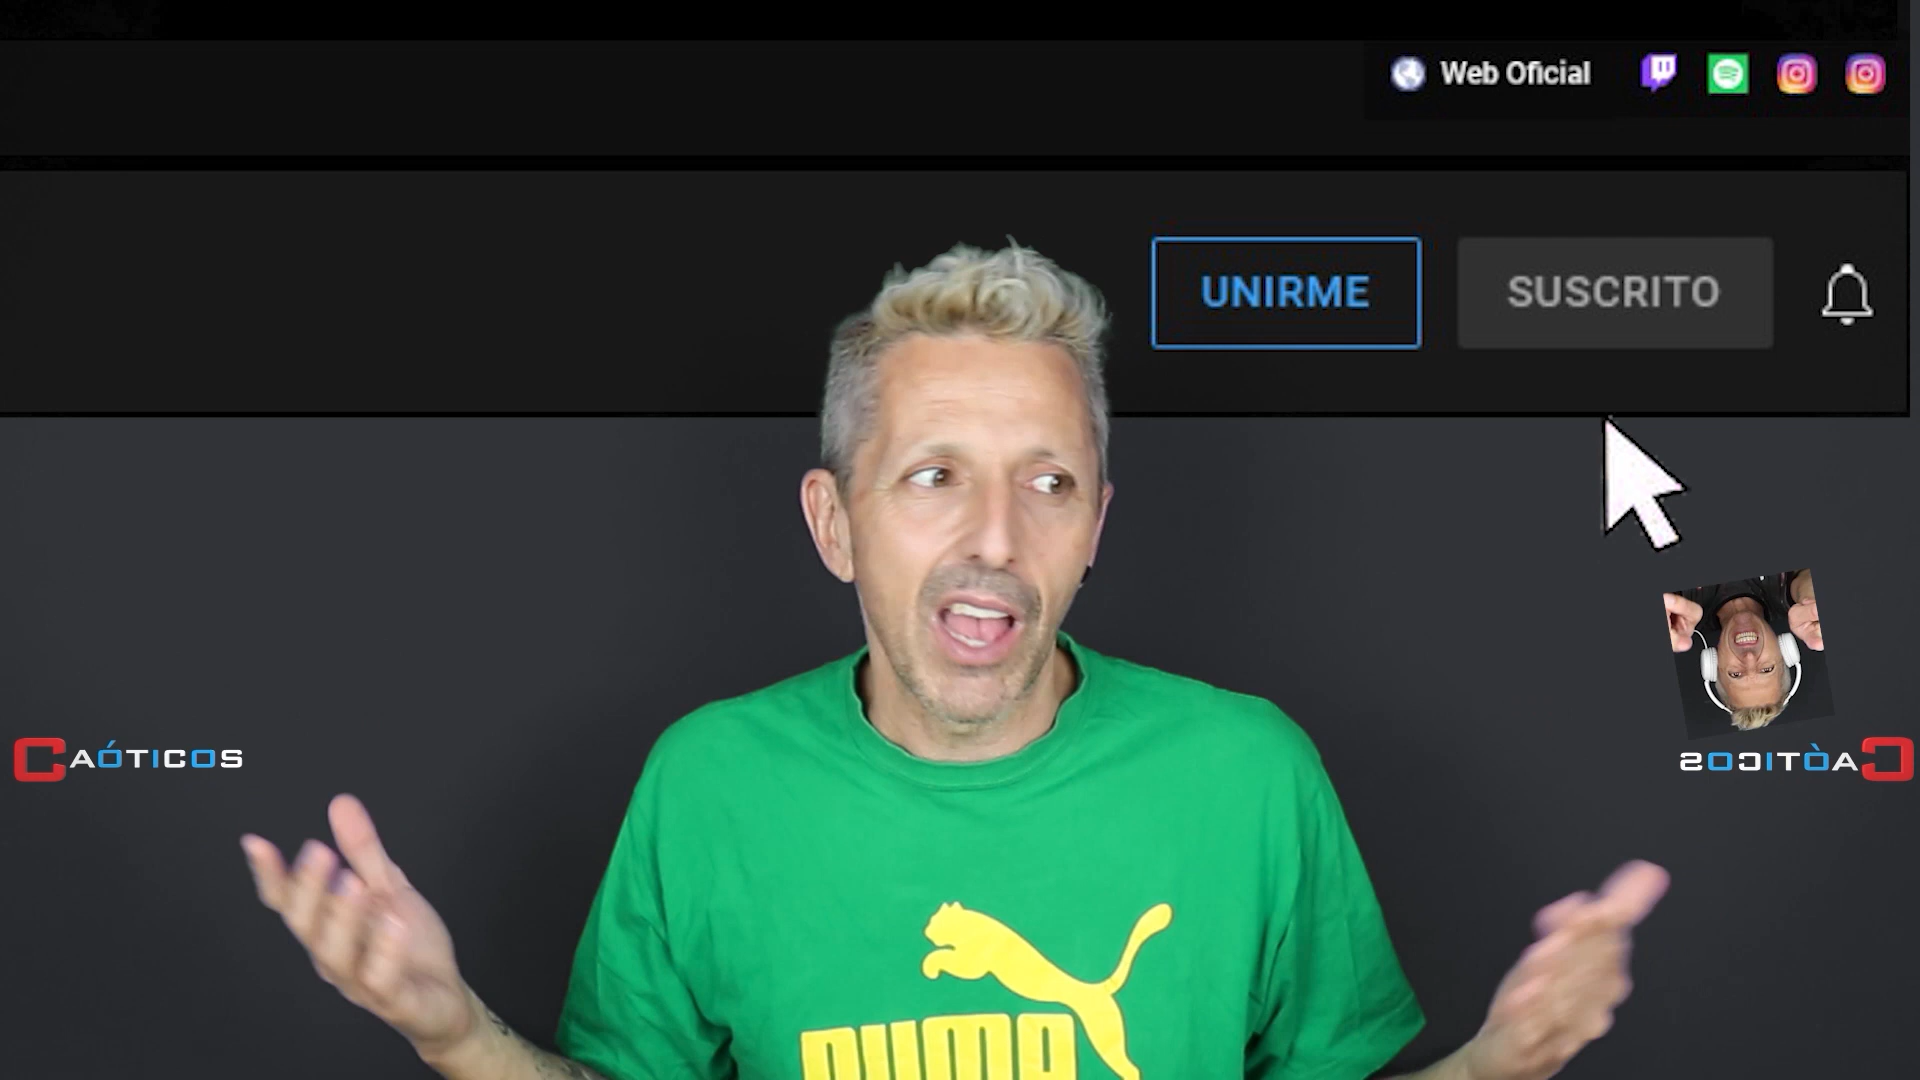 Web Oficial
UNIRME
SUSCRITO
CAÓTICOS
CAÓTICOS
PUMA